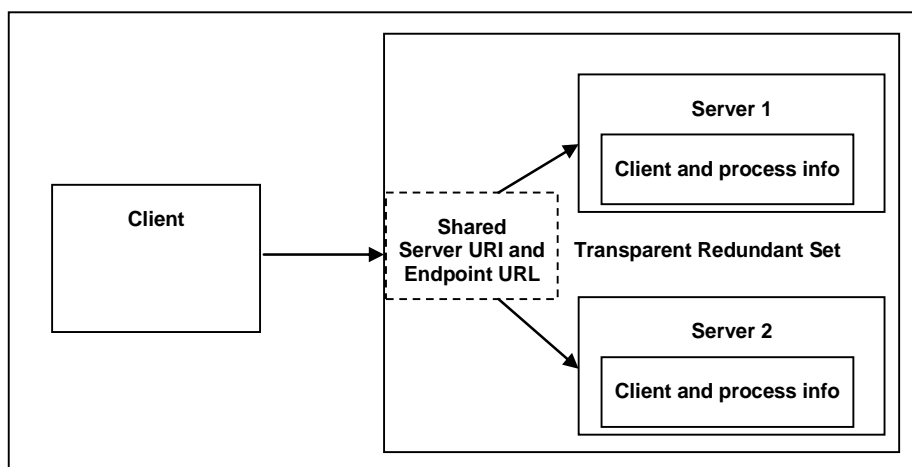 Client
Shared
Server URI and
Endpoint URL
Server 1
Client and process info
Transparent Redundant Set
Server 2
Client and process info